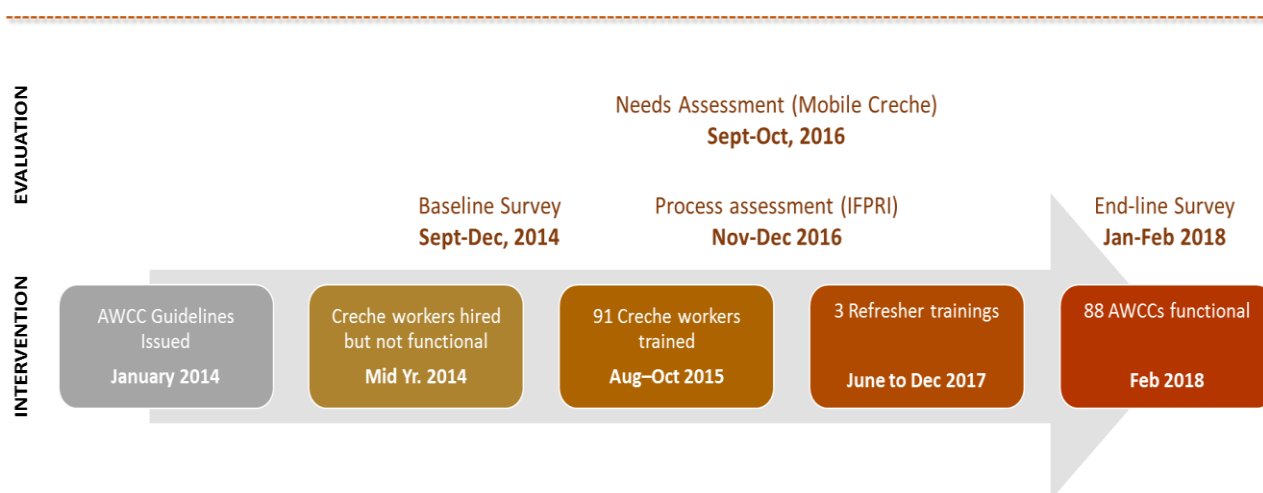 EVALUATION
Needs Assessment (Mobile Creche)
Sept-Oct, 2016
Baseline Survey
Sept-Dec, 2014
Process assessment (IFPRI)
Nov-Dec 2016
End-line Survey
Jan-Feb 2018
INTERVENTION
AWCC Guidelines
Issued
January 2014
Creche workers hired
but not functional
Mid Yr. 2014
91 Creche workers
trained
Aug–Oct 2015
3 Refresher trainings
June to Dec 2017
88 AWCCs functional
Feb 2018